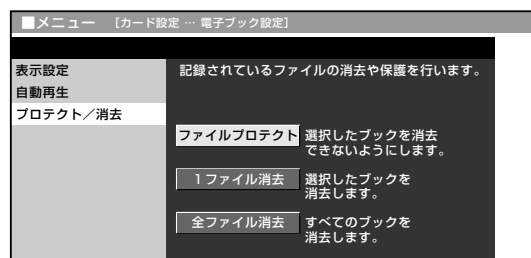 ■メニュー [カード設定 … 電子ブック設定]
表示設定
自動再生
プロテクト／消去
記録されているファイルの消去や保護を行います。
ファイルプロテクト 選択したブックを消去
できないようにします。
1ファイル消去 選択したブックを
消去します。
全ファイル消去 すべてのブックを
消去します。